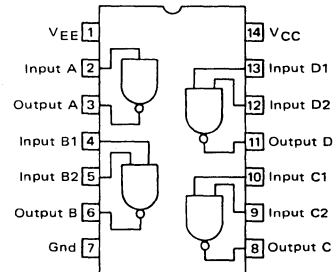 VEE 1
Input A 2
Output A 3
Input B1 4
Input B2 5
Output B 6
Gnd 7
14 VCC
13 Input D1
12 Input D2
11 Output D
10 Input C1
9 Input C2
8 Output C